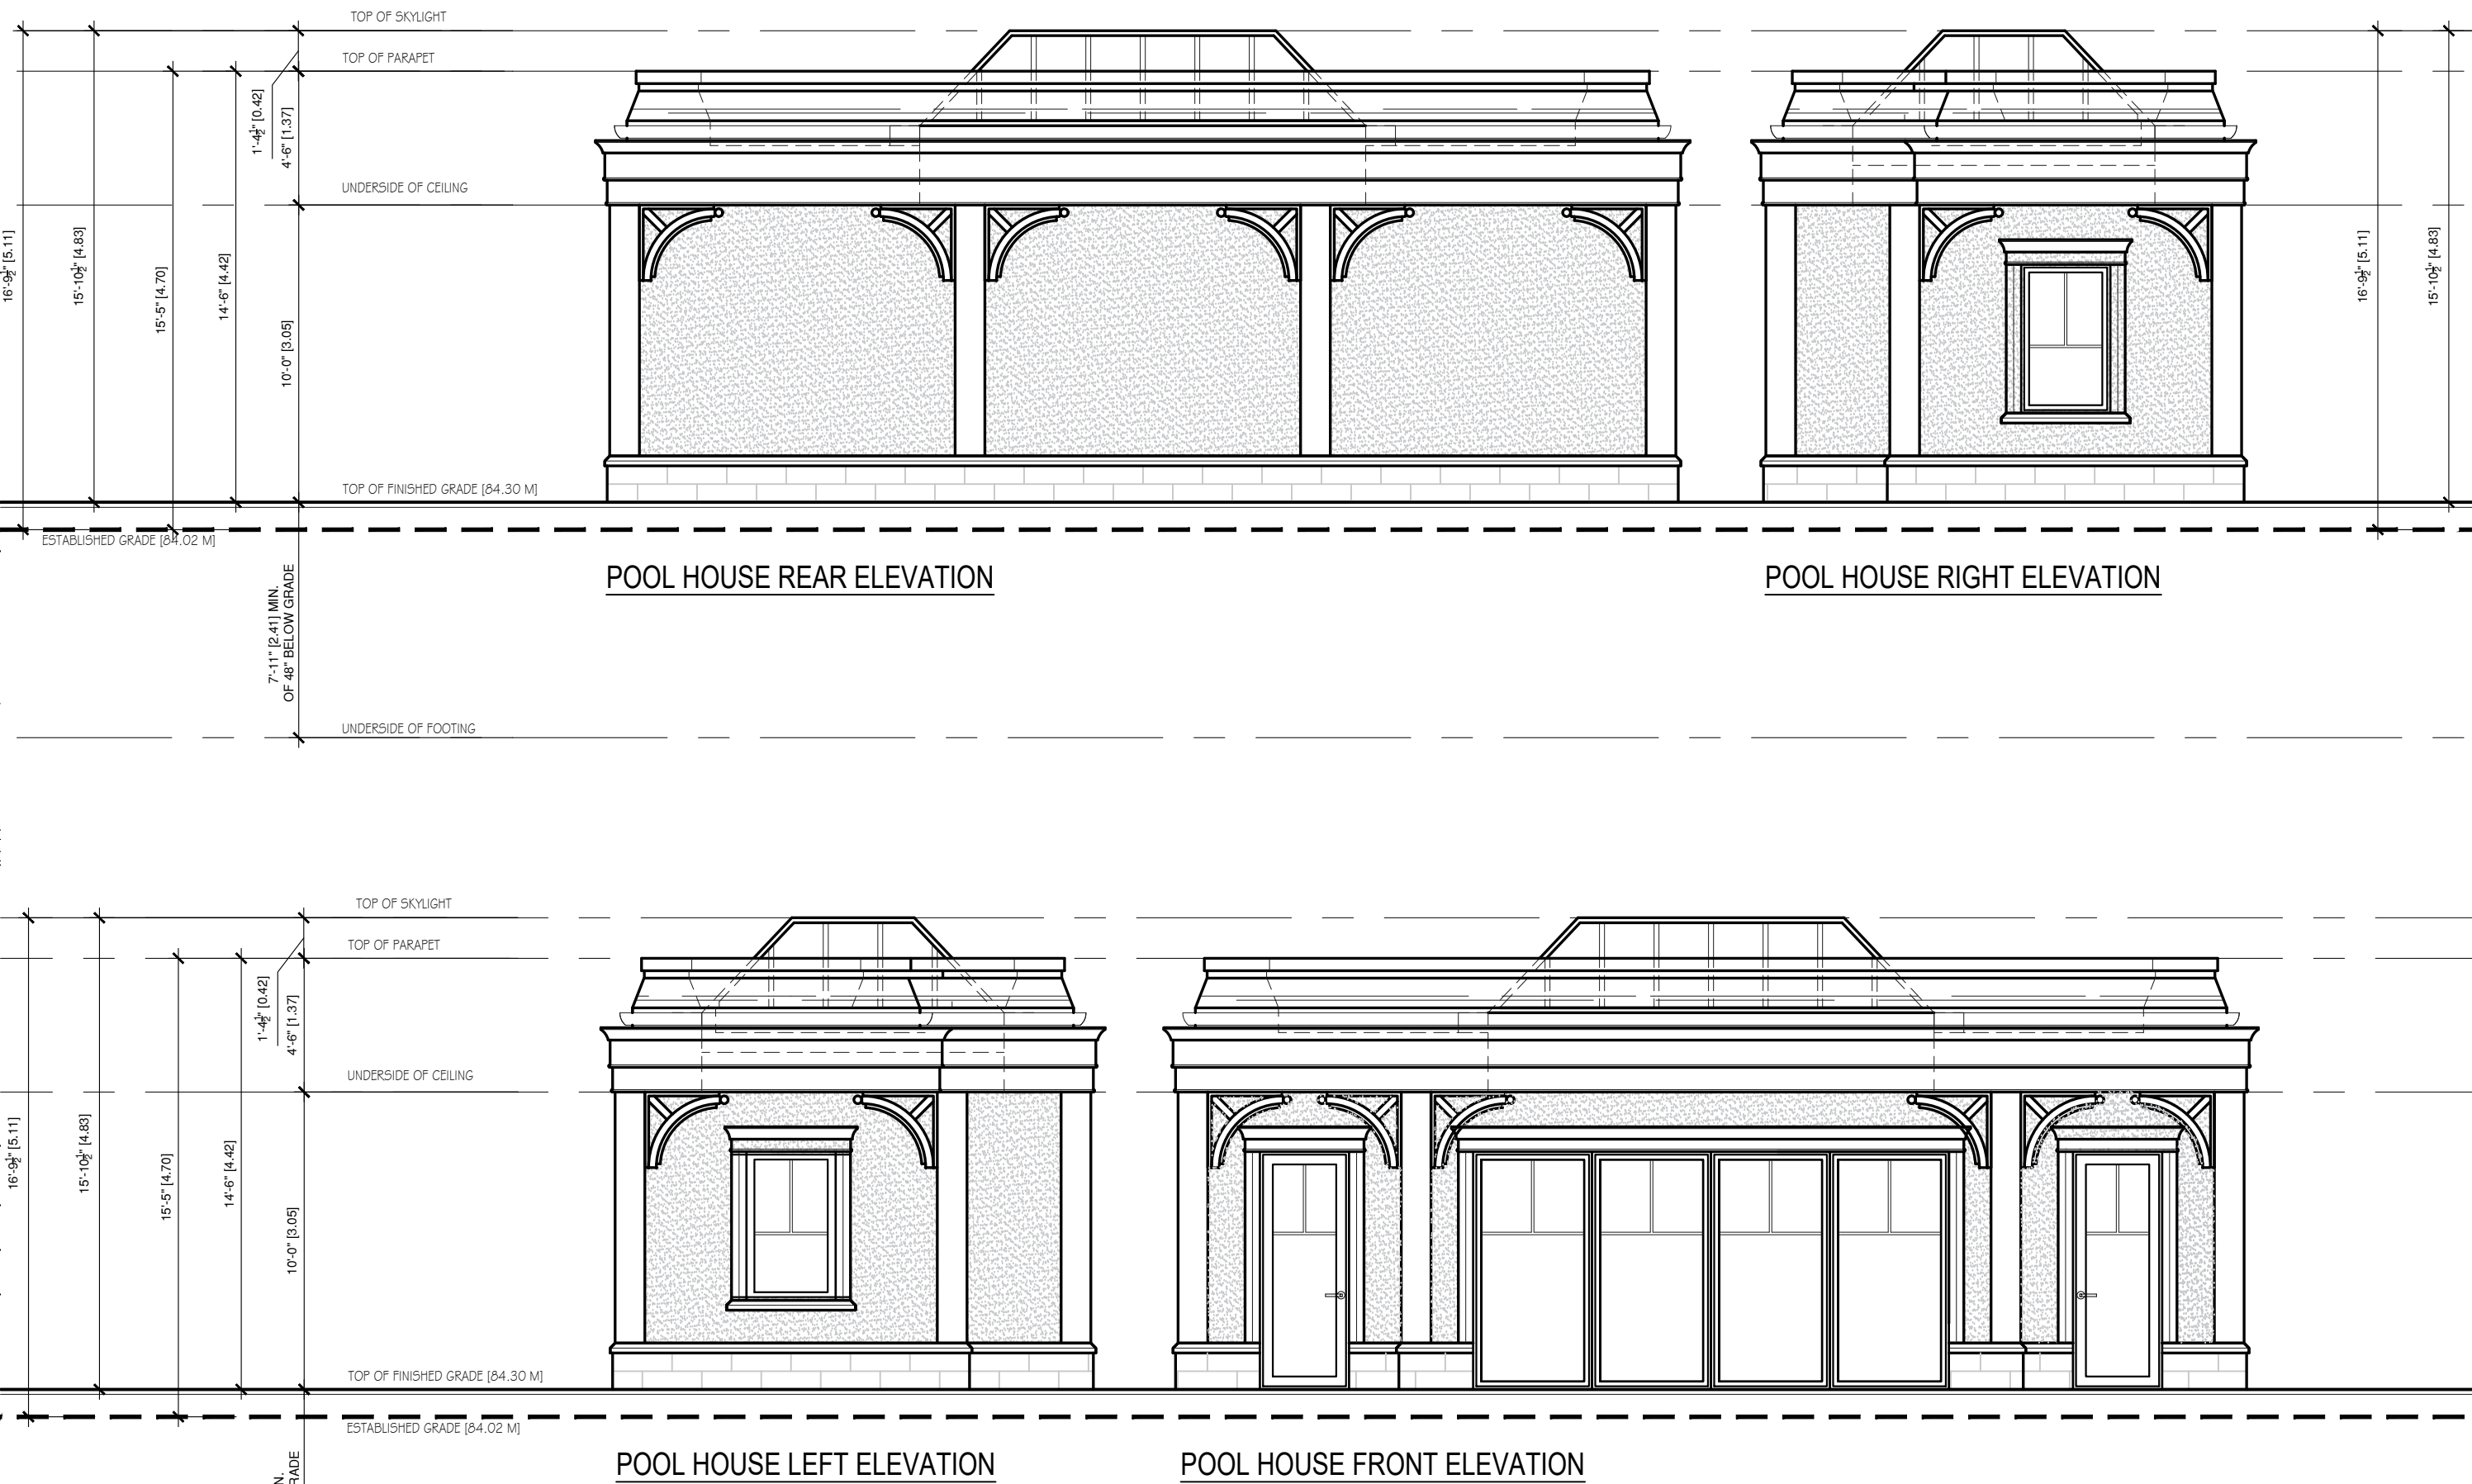 TOP OF SKYLIGHT
TOP OF PARAPET
1'-4½" [0.42]
4'-6" [1.37]
UNDERSIDE OF CEILING
16'-9½" [5.11]
15'-10½" [4.83]
15'-5" [4.70]
14'-6" [4.42]
10'-0" [3.05]
16'-9½" [5.11]
15'-10½" [4.83]
TOP OF FINISHED GRADE [84.30 M]
ESTABLISHED GRADE [84.02 M]
POOL HOUSE REAR ELEVATION
POOL HOUSE RIGHT ELEVATION
7'-11" [2.41] MIN.
OF 48" BELOW GRADE
UNDERSIDE OF FOOTING
TOP OF SKYLIGHT
TOP OF PARAPET
1'-4½" [0.42]
4'-6" [1.37]
UNDERSIDE OF CEILING
16'-9½" [5.11]
15'-10½" [4.83]
15'-5" [4.70]
14'-6" [4.42]
10'-0" [3.05]
TOP OF FINISHED GRADE [84.30 M]
ESTABLISHED GRADE [84.02 M]
POOL HOUSE LEFT ELEVATION
POOL HOUSE FRONT ELEVATION